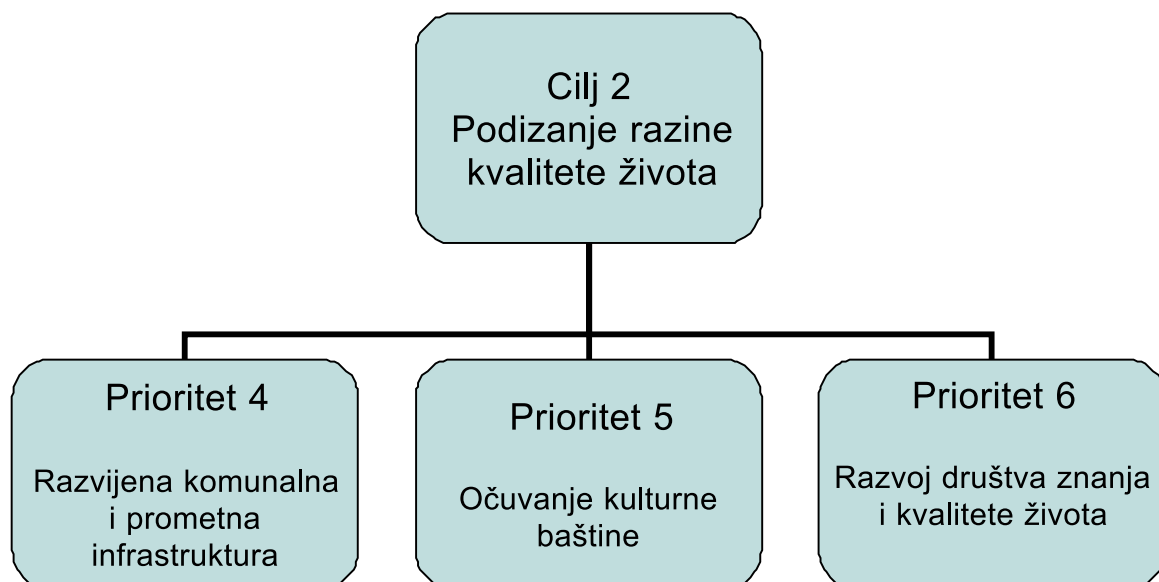 Cilj 2
Podizanje razine
kvalitete života
Prioritet 4
Razvijena komunalna
i prometna
infrastruktura
Prioritet 5
Očuvanje kulturne
baštine
Prioritet 6
Razvoj društva znanja
i kvalitete života